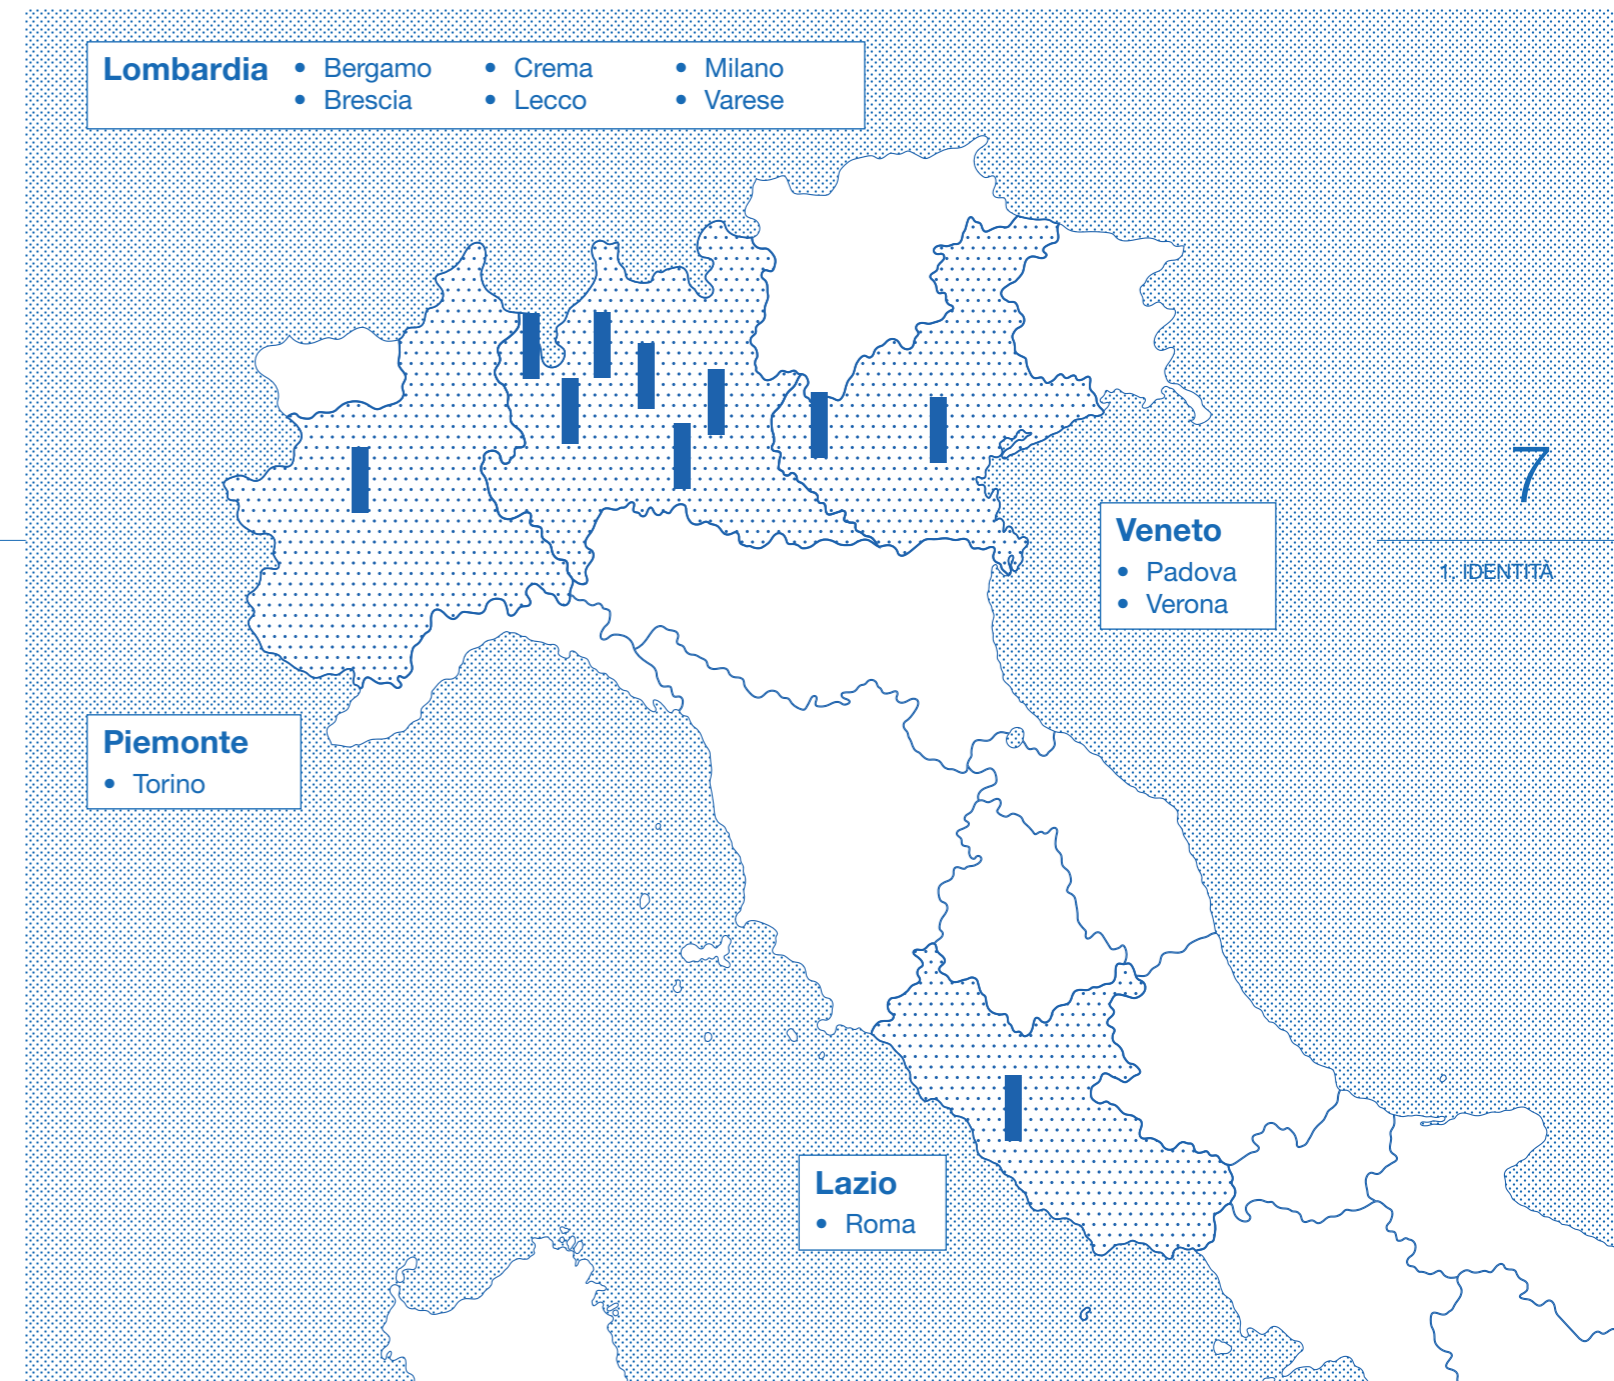 Lombardia
• Bergamo
• Brescia
• Crema
• Lecco
• Milano
• Varese
7
1. IDENTITÀ
Veneto
• Padova
• Verona
Piemonte
• Torino
Lazio
• Roma